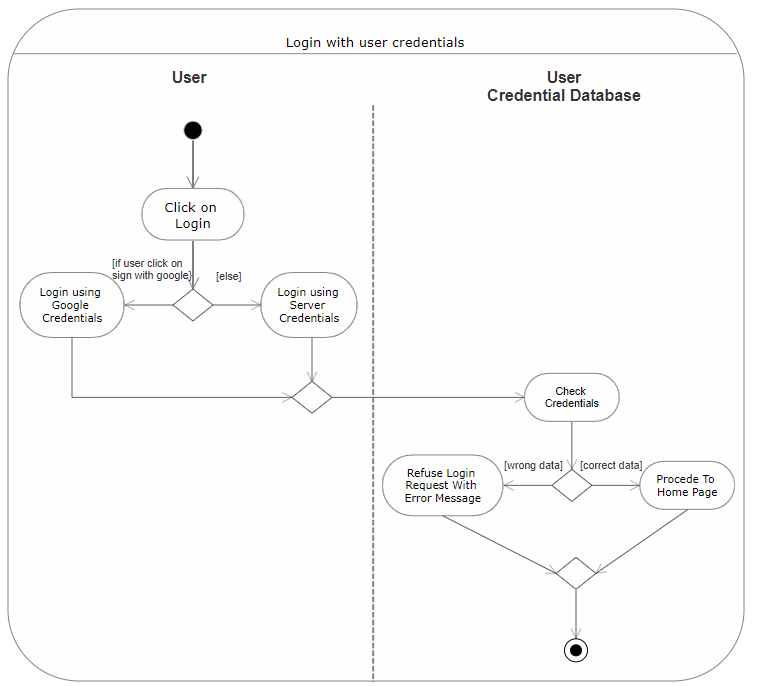 Login with user credentials
User
User
Credential Database
Click on
Login
[if user click on
sign with google}
[else]
Login using
Google
Credentials
Login using
Server
Credentials
Check
Credentials
[wrong data]
[correct data]
Refuse Login
Request With
Error Message
Procede To
Home Page